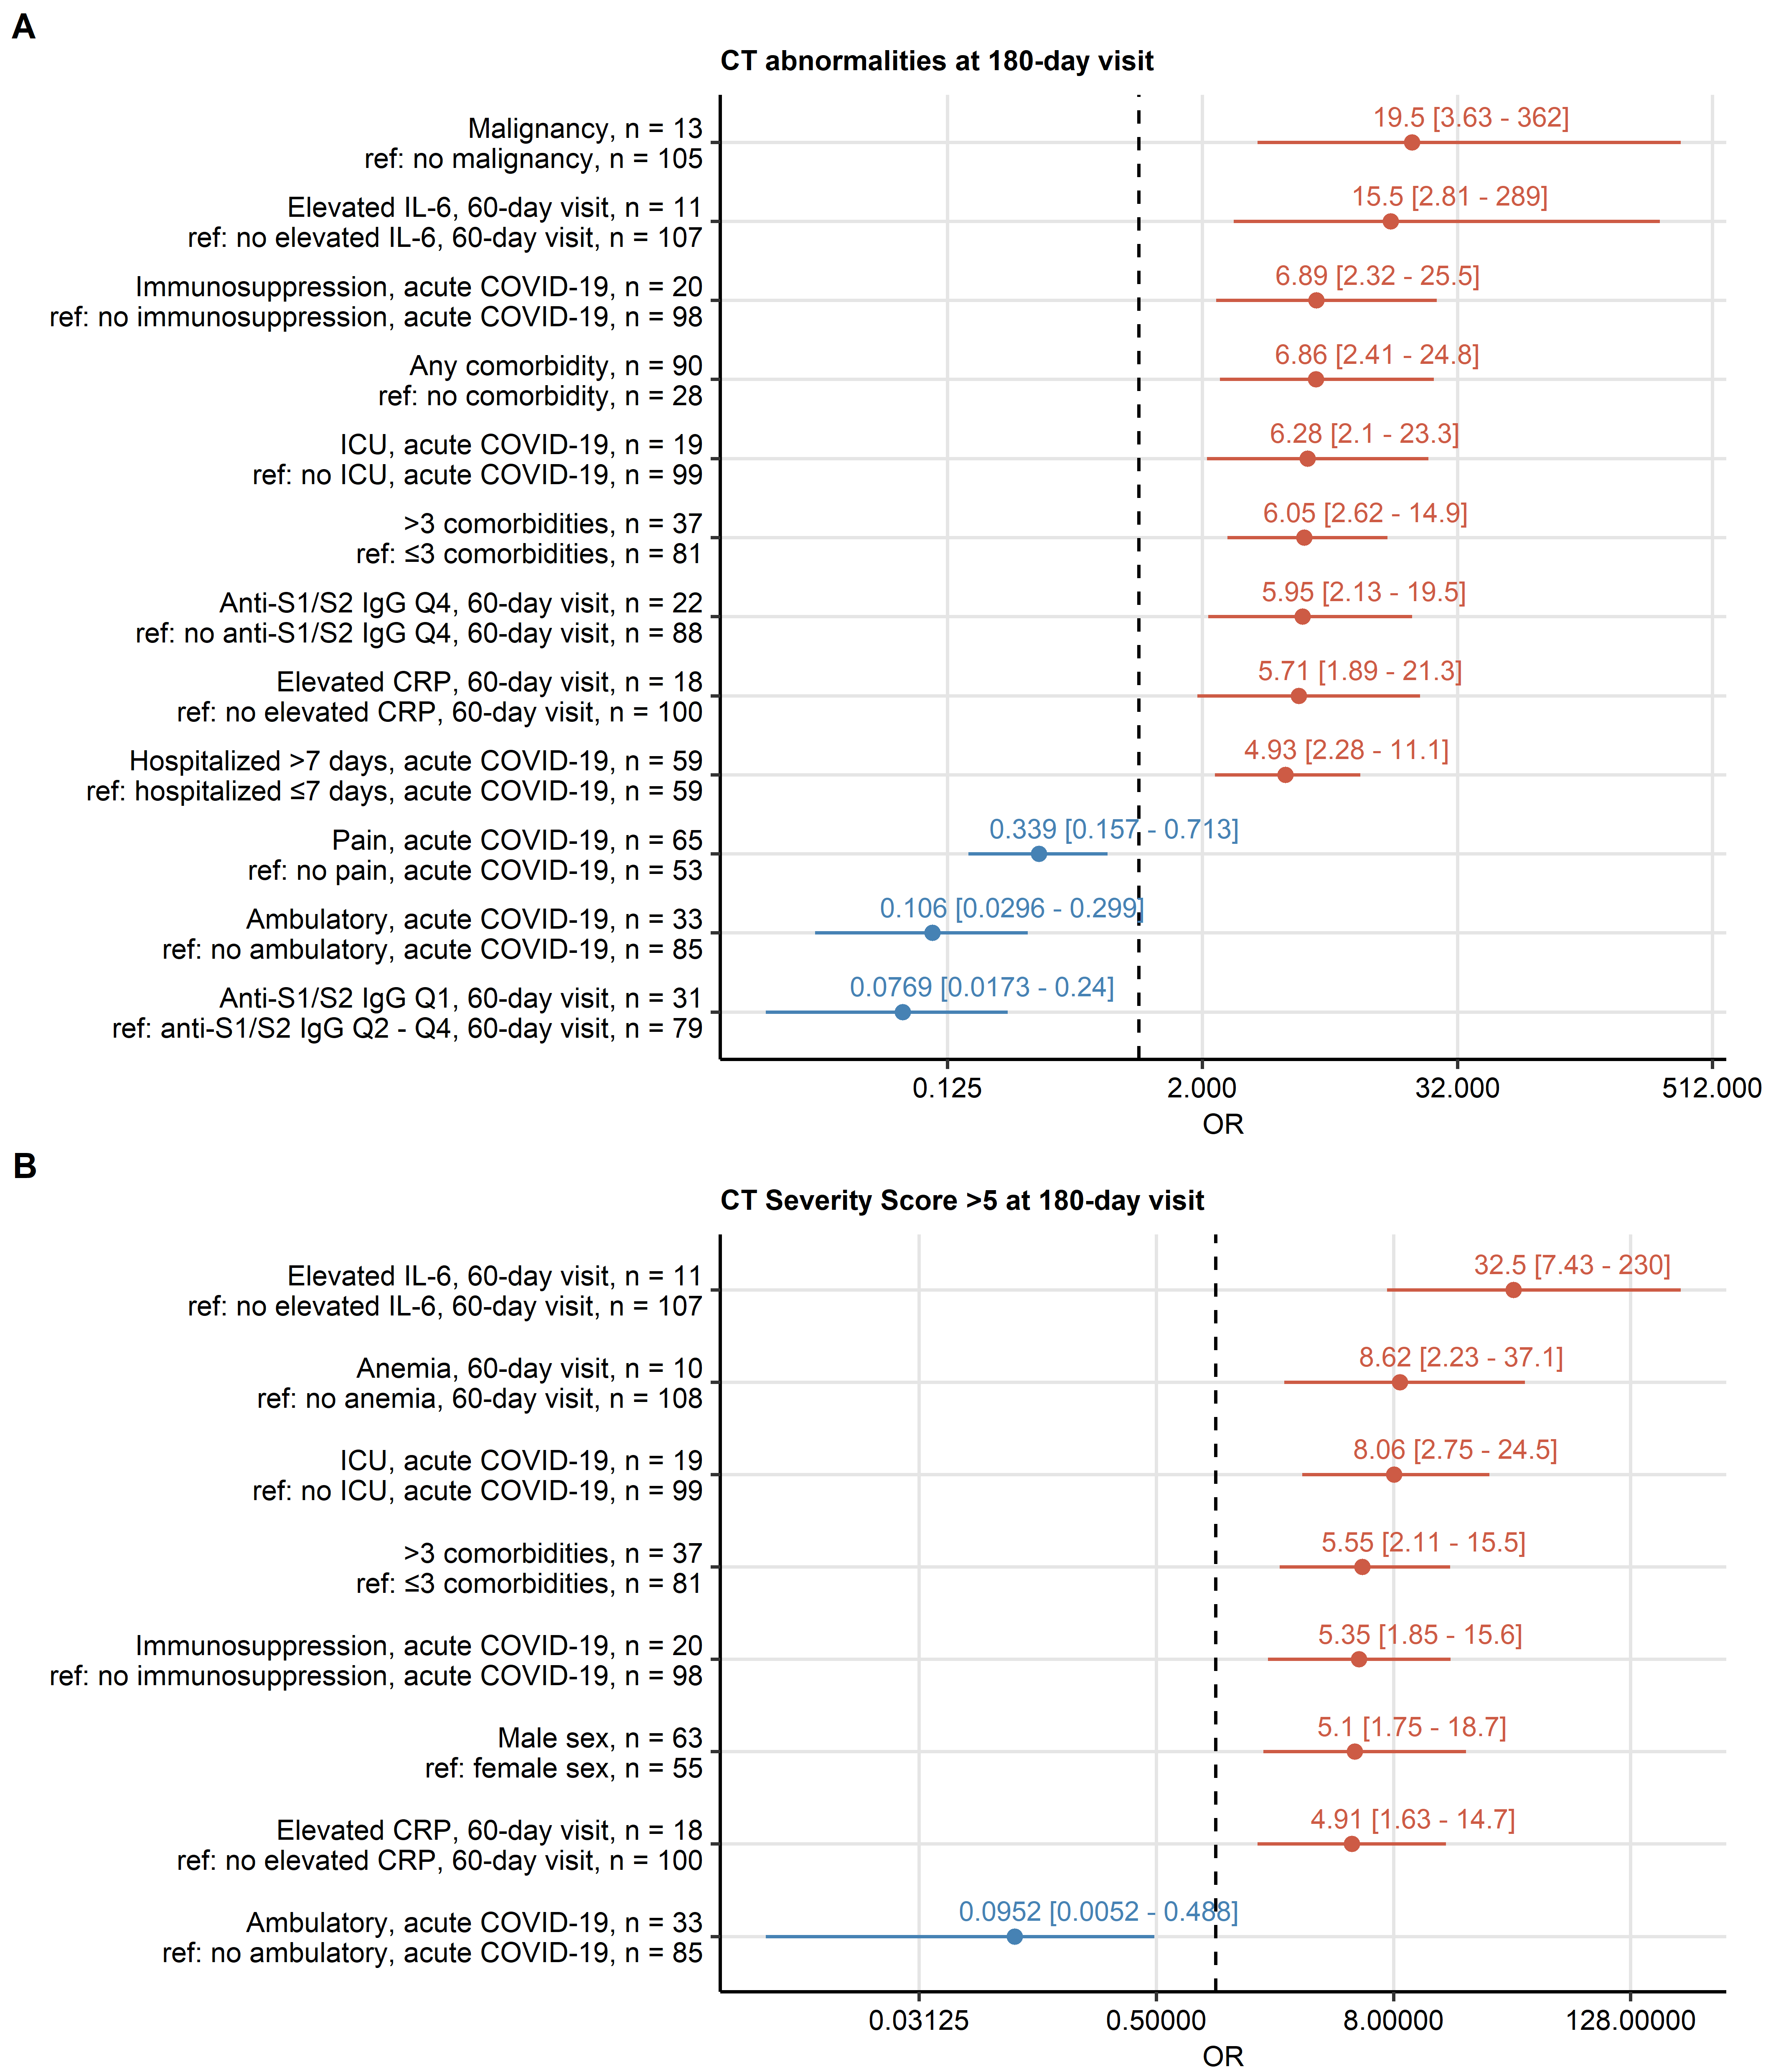 A
CT abnormalities at 180-day visit
Malignancy, n = 13
ref: no malignancy, n = 105
19.5 [3.63 - 362]
Elevated IL-6, 60-day visit, n = 11
ref: no elevated IL-6, 60-day visit, n = 107
15.5 [2.81 - 289]
Immunosuppression, acute COVID-19, n = 20
ref: no immunosuppression, acute COVID-19, n = 98
6.89 [2.32 - 25.5]
Any comorbidity, n = 90
ref: no comorbidity, n = 28
6.86 [2.41 - 24.8]
ICU, acute COVID-19, n = 19
ref: no ICU, acute COVID-19, n = 99
6.28 [2.1 - 23.3]
>3 comorbidities, n = 37
ref: ≤3 comorbidities, n = 81
6.05 [2.62 - 14.9]
Anti-S1/S2 IgG Q4, 60-day visit, n = 22
ref: no anti-S1/S2 IgG Q4, 60-day visit, n = 88
5.95 [2.13 - 19.5]
Elevated CRP, 60-day visit, n = 18
ref: no elevated CRP, 60-day visit, n = 100
5.71 [1.89 - 21.3]
Hospitalized >7 days, acute COVID-19, n = 59
ref: hospitalized ≤7 days, acute COVID-19, n = 59
4.93 [2.28 - 11.1]
Pain, acute COVID-19, n = 65
ref: no pain, acute COVID-19, n = 53
0.339 [0.157 - 0.713]
Ambulatory, acute COVID-19, n = 33
ref: no ambulatory, acute COVID-19, n = 85
0.106 [0.0296 - 0.299]
Anti-S1/S2 IgG Q1, 60-day visit, n = 31
ref: anti-S1/S2 IgG Q2 - Q4, 60-day visit, n = 79
0.0769 [0.0173 - 0.24]
0.125 2.000 32.000 512.000
OR
B
CT Severity Score >5 at 180-day visit
Elevated IL-6, 60-day visit, n = 11
ref: no elevated IL-6, 60-day visit, n = 107
32.5 [7.43 - 230]
Anemia, 60-day visit, n = 10
ref: no anemia, 60-day visit, n = 108
8.62 [2.23 - 37.1]
ICU, acute COVID-19, n = 19
ref: no ICU, acute COVID-19, n = 99
8.06 [2.75 - 24.5]
>3 comorbidities, n = 37
ref: ≤3 comorbidities, n = 81
5.55 [2.11 - 15.5]
Immunosuppression, acute COVID-19, n = 20
ref: no immunosuppression, acute COVID-19, n = 98
5.35 [1.85 - 15.6]
Male sex, n = 63
ref: female sex, n = 55
5.1 [1.75 - 18.7]
Elevated CRP, 60-day visit, n = 18
ref: no elevated CRP, 60-day visit, n = 100
4.91 [1.63 - 14.7]
Ambulatory, acute COVID-19, n = 33
ref: no ambulatory, acute COVID-19, n = 85
0.0952 [0.0052 - 0.488]
0.03125 0.50000 8.00000 128.00000
OR